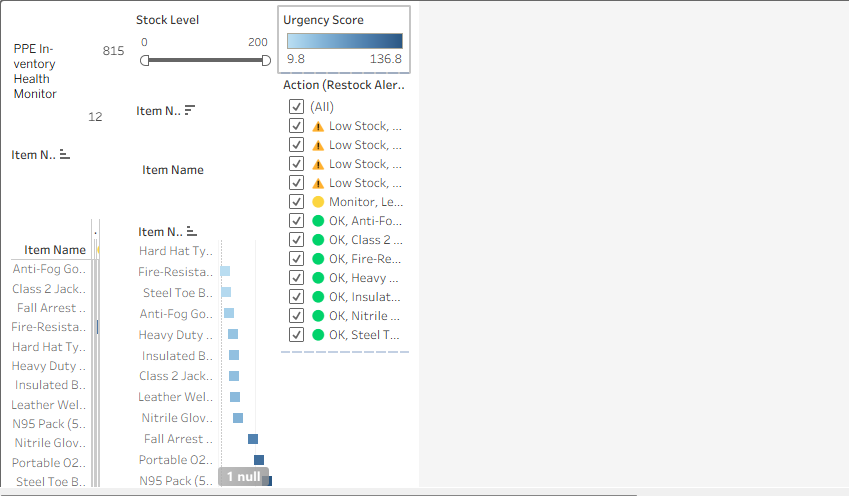 PPE In-
ventory
Health
Monitor
815
12
Item N..
.
Item Name
Anti-Fog Go..
Class 2 Jack..
Fall Arrest ..
Fire-Resista..
Hard Hat Ty..
Heavy Duty ..
Insulated B..
Leather Wel..
N95 Pack (5..
Nitrile Glov..
Portable O2..
Steel Toe B..
Stock Level
0 200
Item N..
Item Name
Item N..
Hard Hat Ty..
Fire-Resista..
Steel Toe B..
Anti-Fog Go..
Heavy Duty ..
Insulated B..
Class 2 Jack..
Leather Wel..
Nitrile Glov..
Fall Arrest ..
Portable O2..
N95 Pack (5..
1 null
Urgency Score
9.8 136.8
Action (Restock Aler..
(All)
Low Stock, ...
Low Stock, ...
Low Stock, ...
Low Stock, ...
Monitor, Le...
OK, Anti-Fo...
OK, Class 2 ...
OK, Fire-Re...
OK, Heavy ...
OK, Insulat...
OK, Nitrile ...
OK, Steel T...